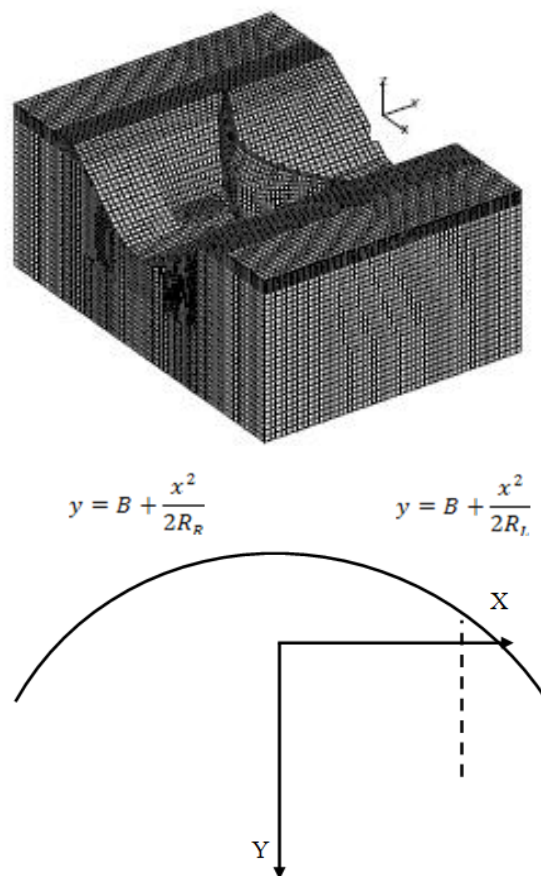 z
x
y = B + x²/2R_R    y = B + x²/2R_L
X
Y